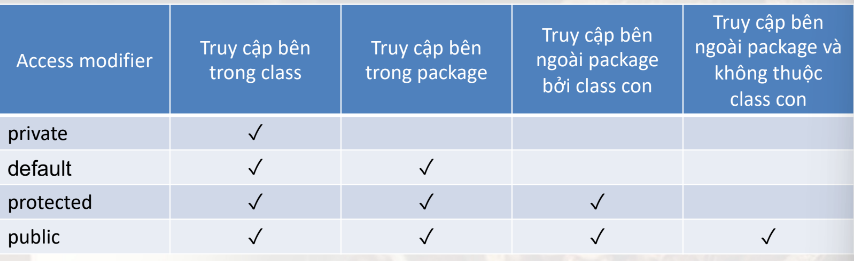 Access modifier
Truy cập bên
trong class
Truy cập bên
trong package
Truy cập bên
ngoài package
bởi class con
Truy cập bên
ngoài package và
không thuộc
class con
private ✓
default ✓ ✓
protected ✓ ✓ ✓
public ✓ ✓ ✓ ✓